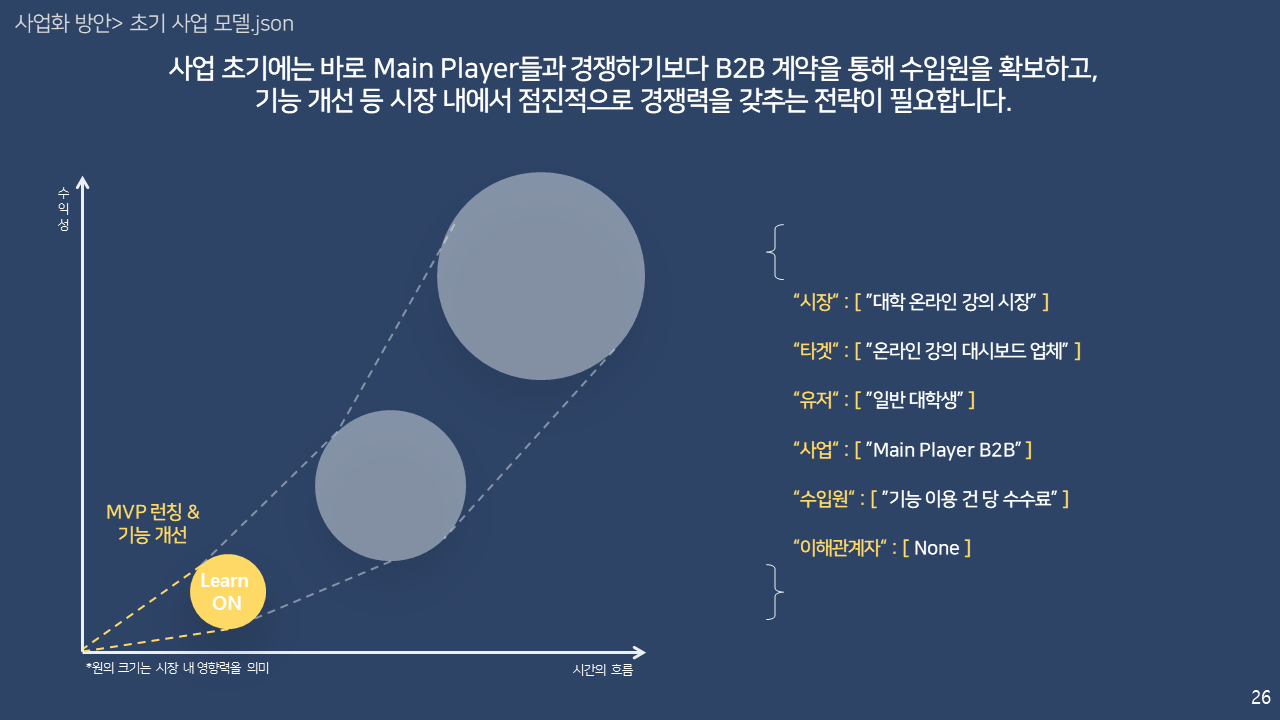 사업화 방안> 초기 사업 모델.json
사업 초기에는 바로 Main Player들과 경쟁하기보다 B2B 계약을 통해 수입원을 확보하고,
기능 개선 등 시장 내에서 점진적으로 경쟁력을 갖추는 전략이 필요합니다.
수
익
성
{
“시장“ : [ ”대학 온라인 강의 시장” ]
“타겟“ : [ ”온라인 강의 대시보드 업체” ]
“유저“ : [ ”일반 대학생” ]
“사업“ : [ ”Main Player B2B” ]
“수입원“ : [ ”기능 이용 건 당 수수료” ]
“이해관계자“ : [ None ]
}
MVP 런칭 &
기능 개선
Learn
ON
*원의 크기는 시장 내 영향력을 의미
시간의 흐름
26